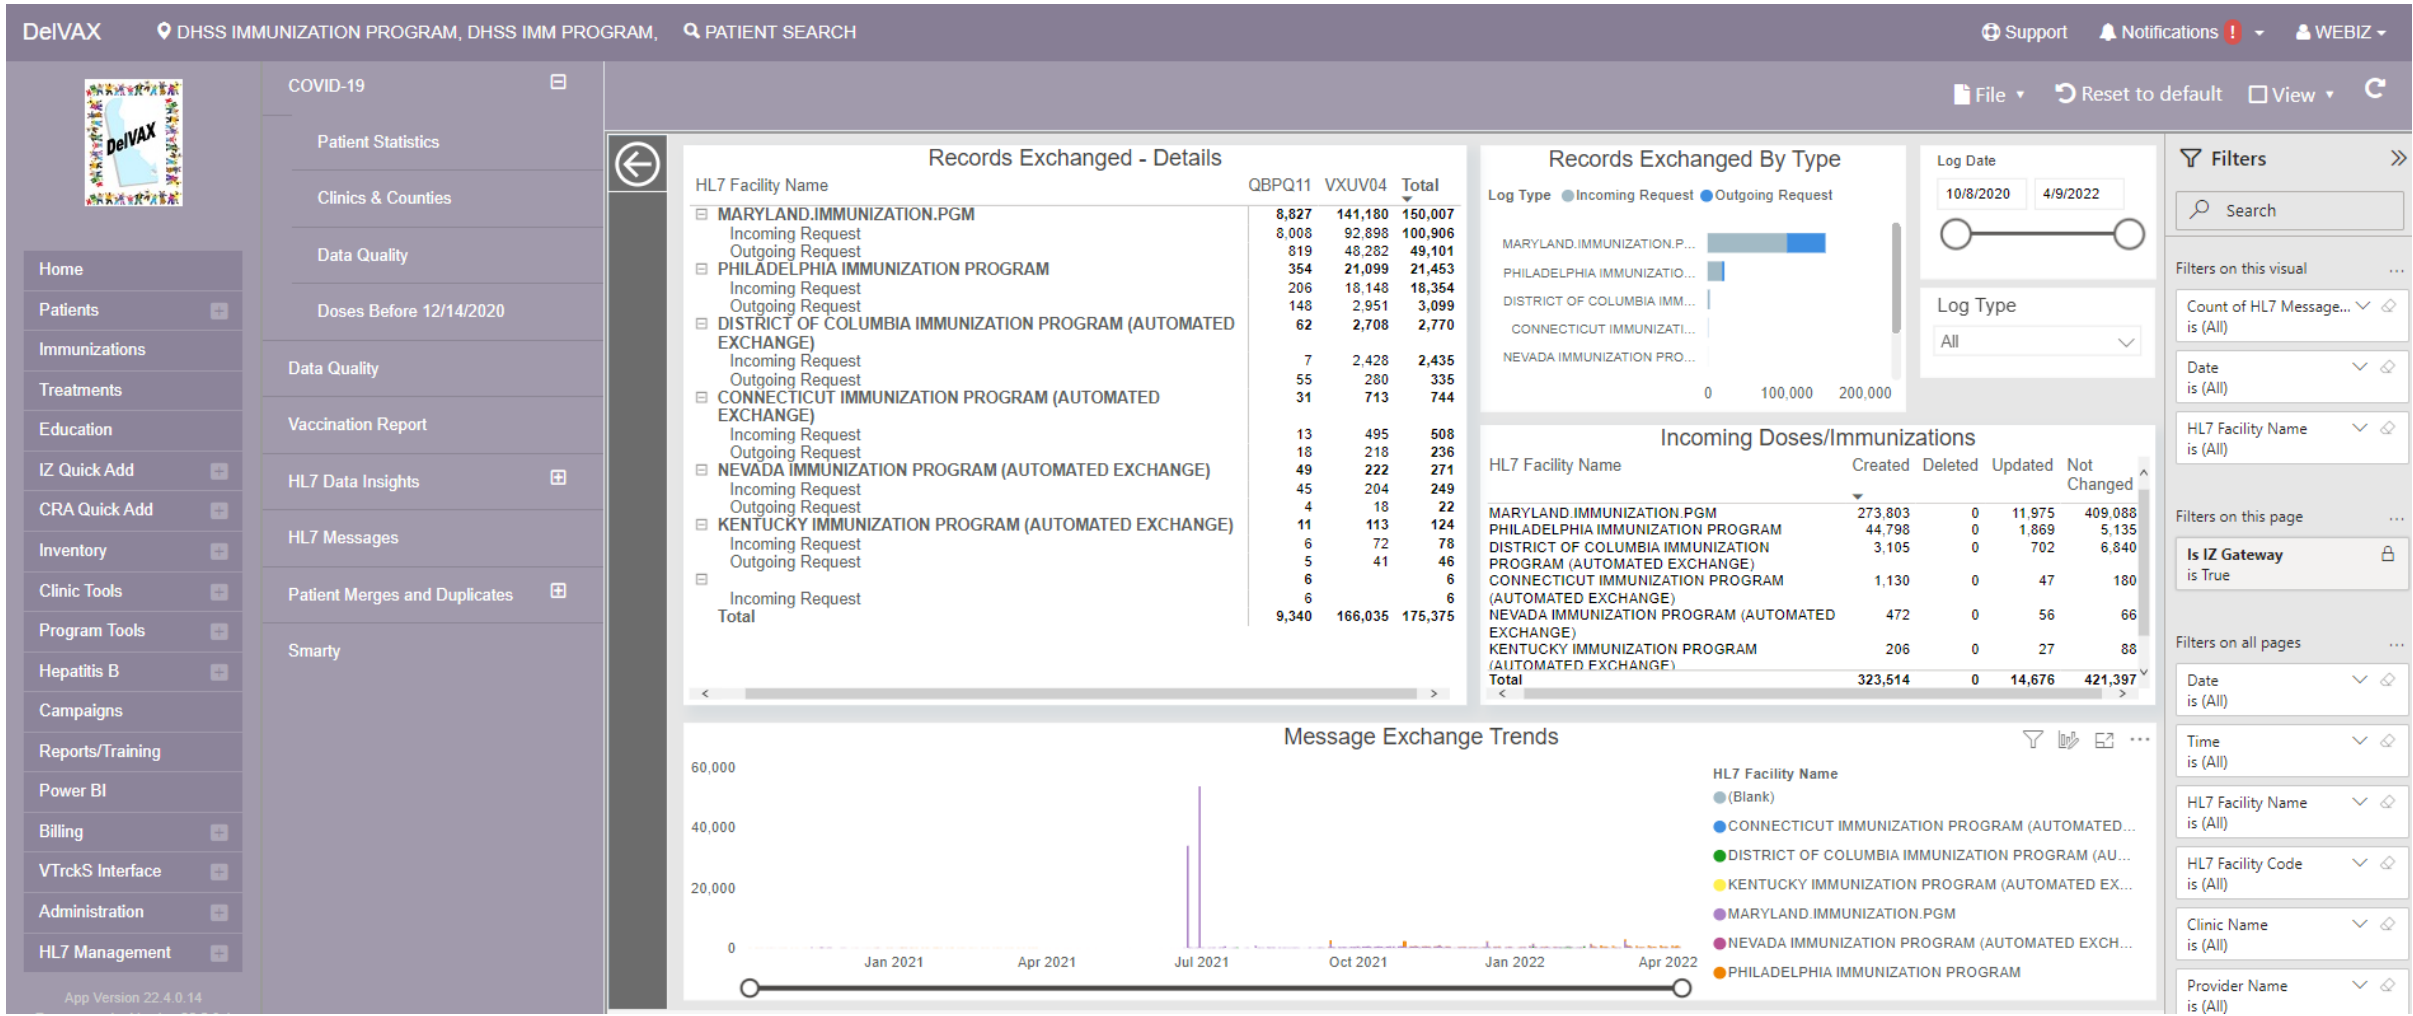 DelVAX
DHSS IMMUNIZATION PROGRAM, DHSS IMM PROGRAM,
PATIENT SEARCH
Support
Notifications !
WEBIZ
DelVAX
Home
Patients
Immunizations
Treatments
Education
IZ Quick Add
CRA Quick Add
Inventory
Clinic Tools
Program Tools
Hepatitis B
Campaigns
Reports/Training
Power BI
Billing
VTrckS Interface
Administration
HL7 Management
App Version 22.4.0.14
COVID-19
Patient Statistics
Clinics & Counties
Data Quality
Doses Before 12/14/2020
Data Quality
Vaccination Report
HL7 Data Insights
HL7 Messages
Patient Merges and Duplicates
Smarty
File
Reset to default
View
Records Exchanged - Details
HL7 Facility Name QBPQ11 VXUV04 Total
MARYLAND.IMMUNIZATION.PGM 8,827 141,180 150,007
Incoming Request 8,008 92,898 100,906
Outgoing Request 819 48,282 49,101
PHILADELPHIA IMMUNIZATION PROGRAM 354 21,099 21,453
Incoming Request 206 18,148 18,354
Outgoing Request 148 2,951 3,099
DISTRICT OF COLUMBIA IMMUNIZATION PROGRAM (AUTOMATED 62 2,708 2,770
EXCHANGE)
Incoming Request 7 2,428 2,435
Outgoing Request 55 280 335
CONNECTICUT IMMUNIZATION PROGRAM (AUTOMATED 31 713 744
EXCHANGE)
Incoming Request 13 495 508
Outgoing Request 18 218 236
NEVADA IMMUNIZATION PROGRAM (AUTOMATED EXCHANGE) 49 222 271
Incoming Request 45 204 249
Outgoing Request 4 18 22
KENTUCKY IMMUNIZATION PROGRAM (AUTOMATED EXCHANGE) 11 113 124
Incoming Request 6 72 78
Outgoing Request 5 41 46
6 6
Incoming Request 6 6
Total 9,340 166,035 175,375
Records Exchanged By Type
Log Type Incoming Request Outgoing Request
MARYLAND.IMMUNIZATION.P...
PHILADELPHIA IMMUNIZATIO...
DISTRICT OF COLUMBIA IMM...
CONNECTICUT IMMUNIZATI...
NEVADA IMMUNIZATION PRO...
0 100,000 200,000
Log Date
10/8/2020 4/9/2022
Log Type
All
Incoming Doses/Immunizations
HL7 Facility Name Created Deleted Updated Not
Changed
MARYLAND.IMMUNIZATION.PGM 273,803 0 11,975 409,088
PHILADELPHIA IMMUNIZATION PROGRAM 44,798 0 1,869 5,135
DISTRICT OF COLUMBIA IMMUNIZATION 3,105 0 702 6,840
PROGRAM (AUTOMATED EXCHANGE)
CONNECTICUT IMMUNIZATION PROGRAM 1,130 0 47 180
(AUTOMATED EXCHANGE)
NEVADA IMMUNIZATION PROGRAM (AUTOMATED 472 0 56 66
EXCHANGE)
KENTUCKY IMMUNIZATION PROGRAM 206 0 27 88
(AUTOMATED EXCHANGE)
Total 323,514 0 14,676 421,397
Message Exchange Trends
60,000
40,000
20,000
0
Jan 2021 Apr 2021 Jul 2021 Oct 2021 Jan 2022 Apr 2022
HL7 Facility Name
(Blank)
CONNECTICUT IMMUNIZATION PROGRAM (AUTOMATED...
DISTRICT OF COLUMBIA IMMUNIZATION PROGRAM (AU...
KENTUCKY IMMUNIZATION PROGRAM (AUTOMATED EX...
MARYLAND.IMMUNIZATION.PGM
NEVADA IMMUNIZATION PROGRAM (AUTOMATED EXCH...
PHILADELPHIA IMMUNIZATION PROGRAM
Filters
Search
Filters on this visual ...
Count of HL7 Message...
is (All)
Date
is (All)
HL7 Facility Name
is (All)
Filters on this page ...
Is IZ Gateway
is True
Filters on all pages ...
Date
is (All)
Time
is (All)
HL7 Facility Name
is (All)
HL7 Facility Code
is (All)
Clinic Name
is (All)
Provider Name
is (All)